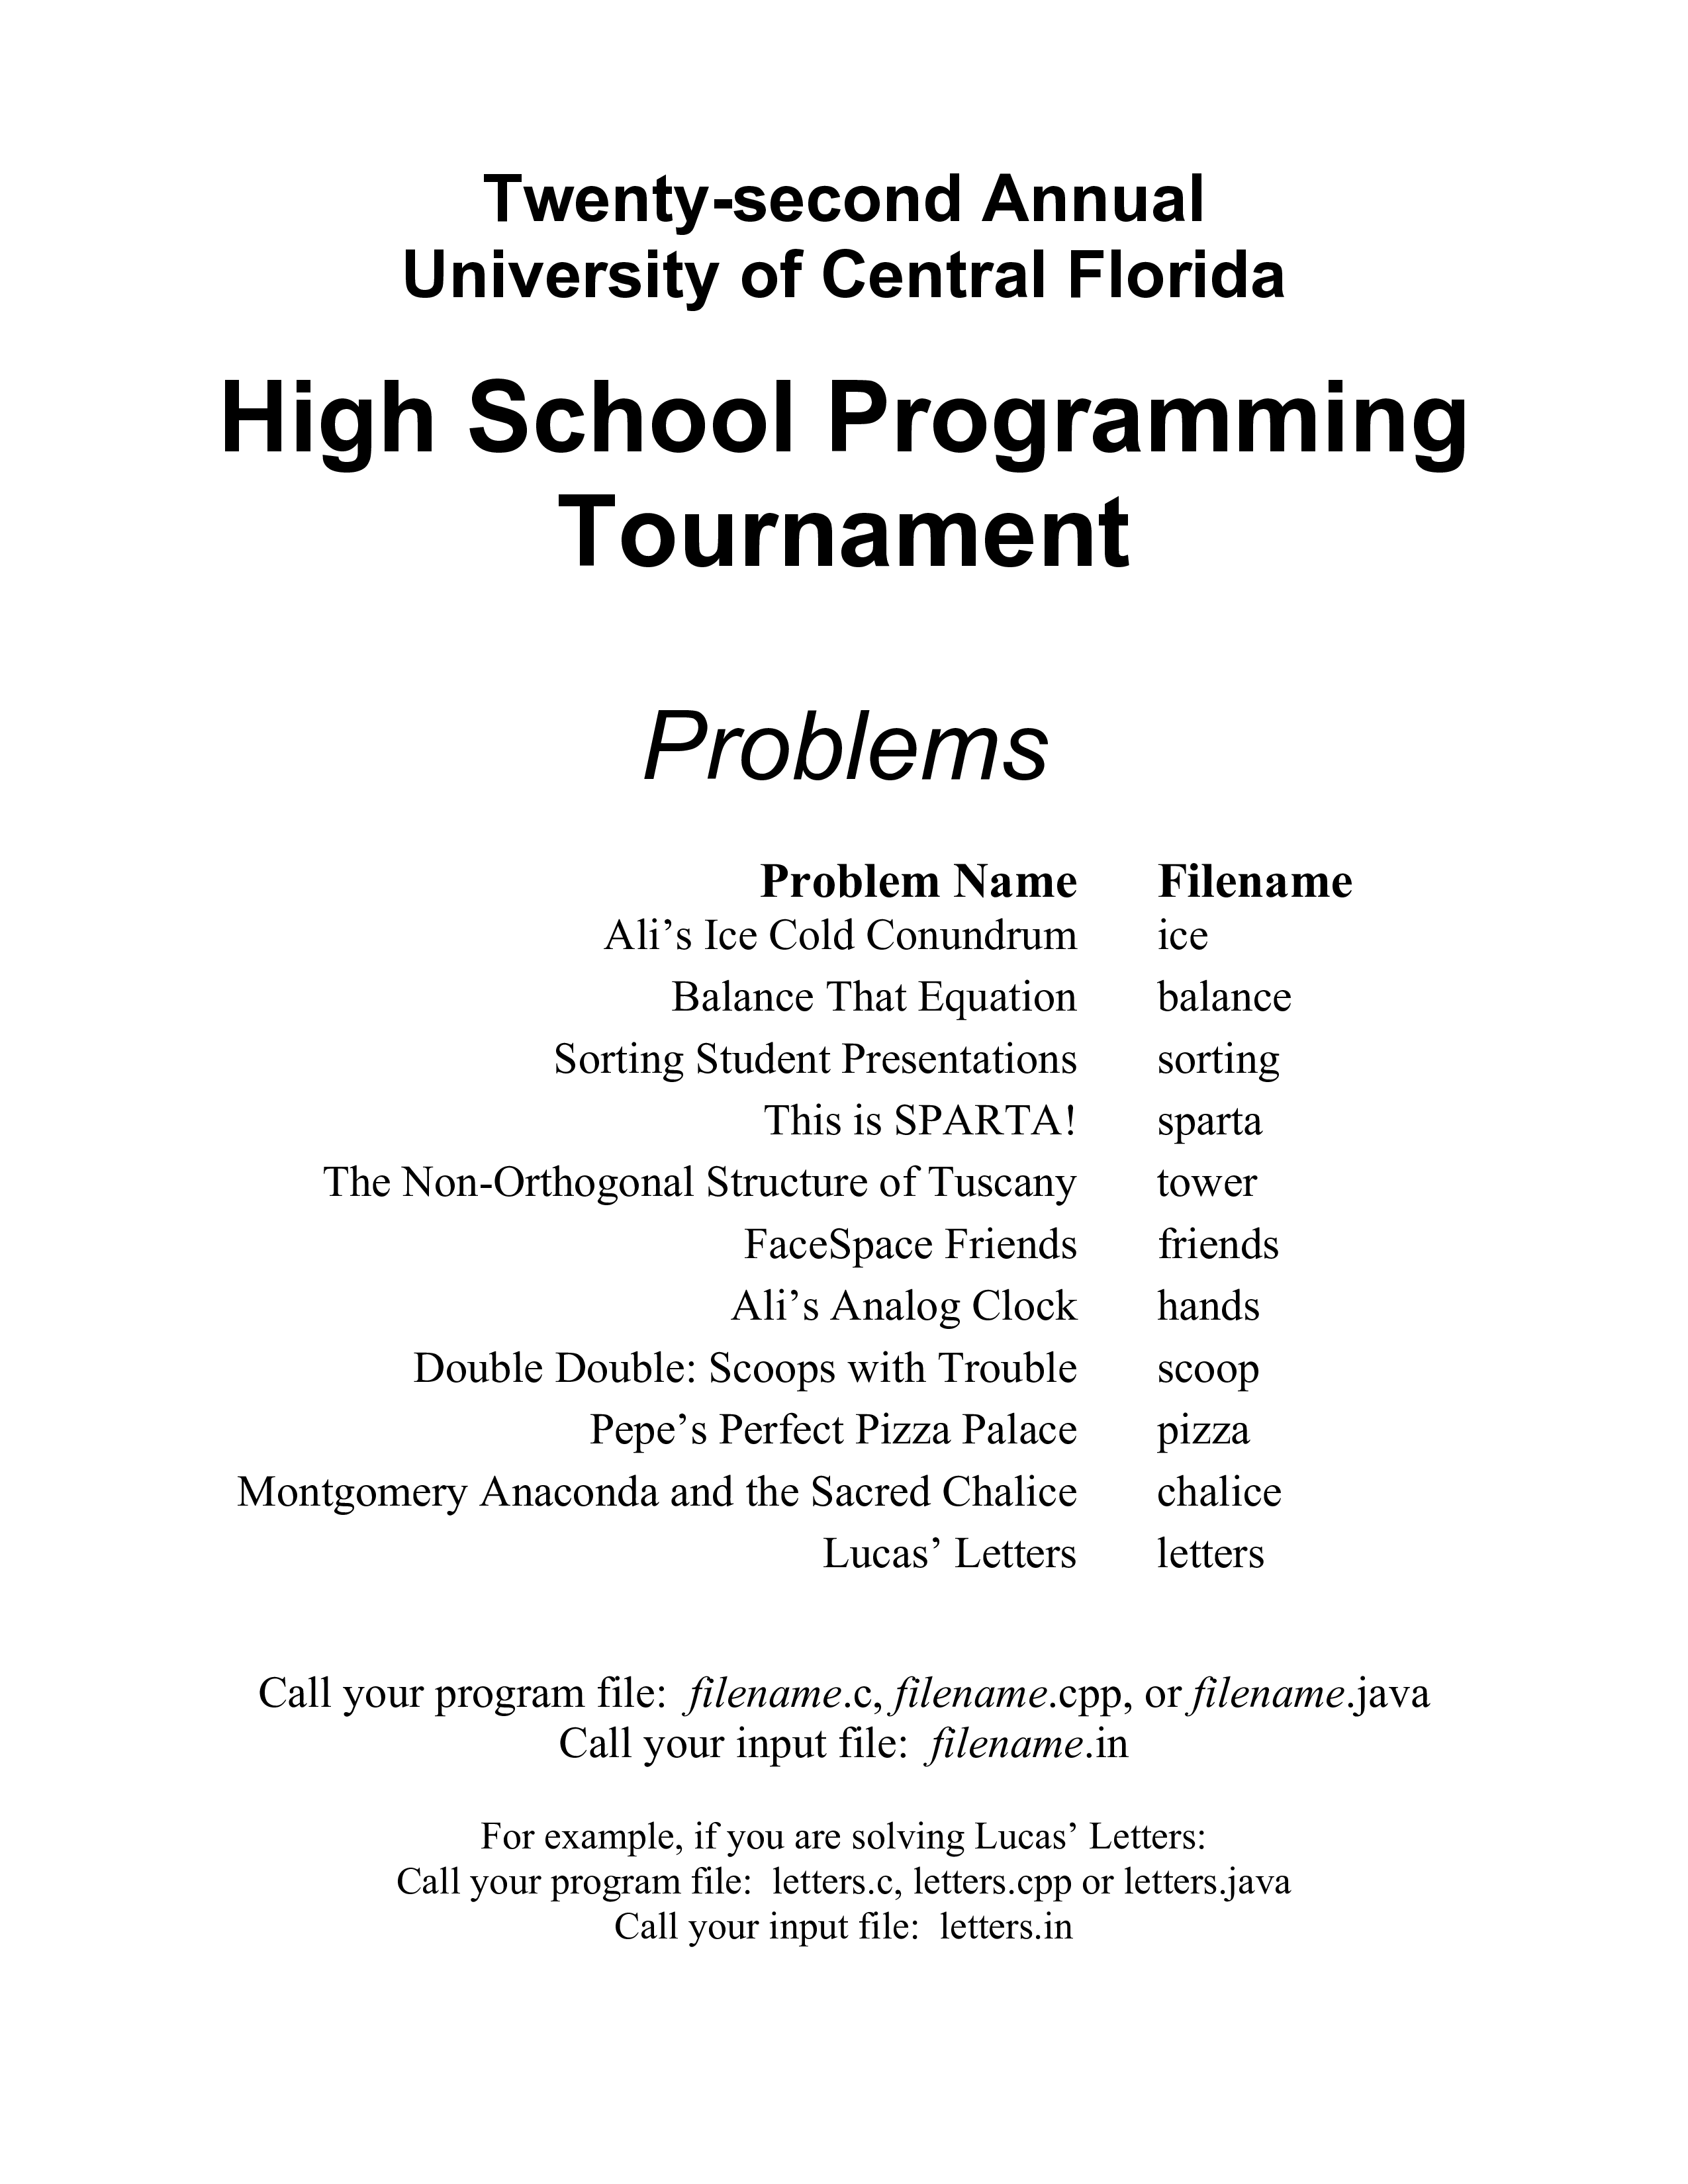 Twenty-second Annual
University of Central Florida
High School Programming
Tournament
Problems
Problem Name Filename
Ali’s Ice Cold Conundrum ice
Balance That Equation balance
Sorting Student Presentations sorting
This is SPARTA! sparta
The Non-Orthogonal Structure of Tuscany tower
FaceSpace Friends friends
Ali’s Analog Clock hands
Double Double: Scoops with Trouble scoop
Pepe’s Perfect Pizza Palace pizza
Montgomery Anaconda and the Sacred Chalice chalice
Lucas’ Letters letters
Call your program file: filename.c, filename.cpp, or filename.java
Call your input file: filename.in
For example, if you are solving Lucas’ Letters:
Call your program file: letters.c, letters.cpp or letters.java
Call your input file: letters.in